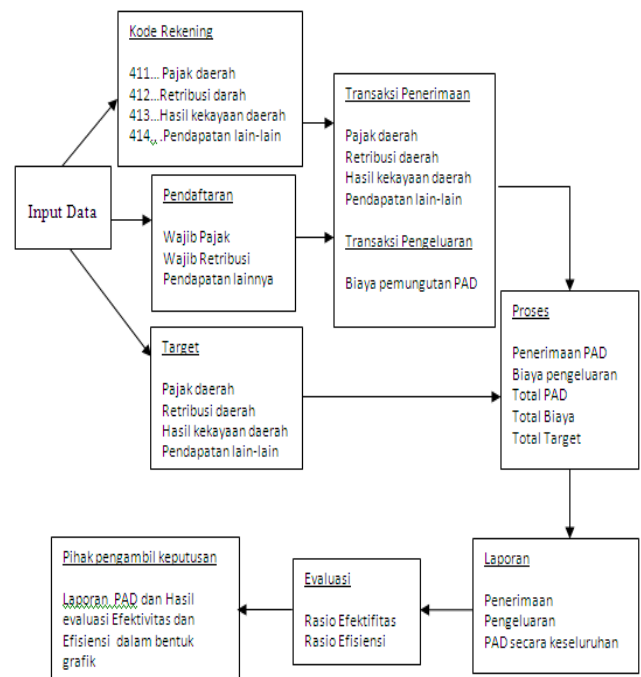 Kode Rekening
411... Pajak daerah
412...Retribusi darah
413...Hasil kekayaan daerah
414.. .Pendapatan lain-lain
Input Data
Pendaftaran
Wajib Pajak
Wajib Retribusi
Pendapatan lainnya
Target
Pajak daerah
Retribusi daerah
Hasil kekayaan daerah
Pendapatan lain-lain
Transaksi Penerimaan
Pajak daerah
Retribusi daerah
Hasil kekayaan daerah
Pendapatan lain-lain
Transaksi Pengeluaran
Biaya pemungutan PAD
Proses
Penerimaan PAD
Biaya pengeluaran
Total PAD
Total Biaya
Total Target
Laporan
Penerimaan
Pengeluaran
PAD secara keseluruhan
Evaluasi
Rasio Efektifitas
Rasio Efisiensi
Pihak pengambil keputusan
Laporan PAD dan Hasil
evaluasi Efektivitas dan
Efisiensi dalam bentuk
grafik